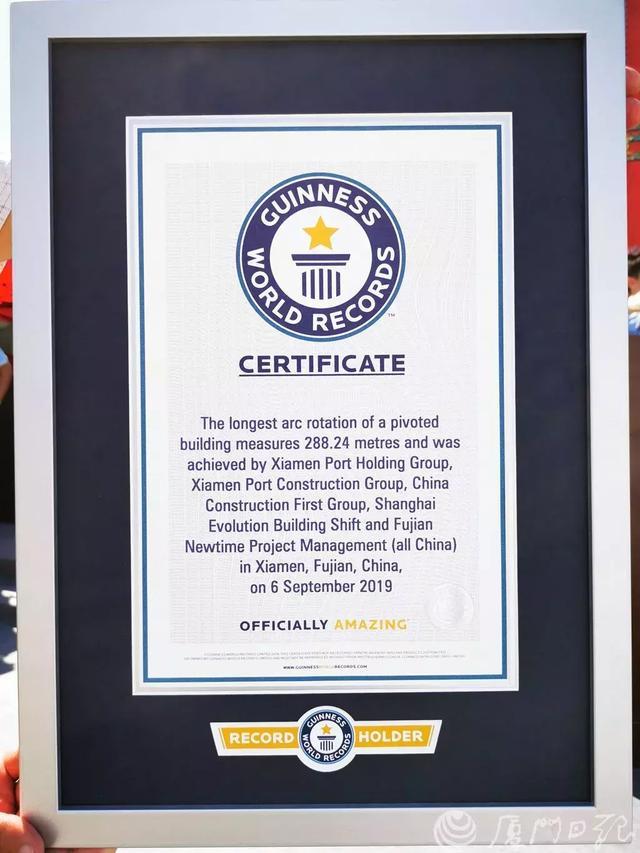 GUINNESS
WORLD RECORDS
™
CERTIFICATE
The longest arc rotation of a pivoted
building measures 288.24 metres and was
achieved by Xiamen Port Holding Group,
Xiamen Port Construction Group, China
Construction First Group, Shanghai
Evolution Building Shift and Fujian
Newtime Project Management (all China)
in Xiamen, Fujian, China,
on 6 September 2019
OFFICIALLY AMAZING
WWW.GUINNESSWORLDRECORDS.COM
RECORD
GUINNESS
WORLD RECORDS
HOLDER
厦门日报